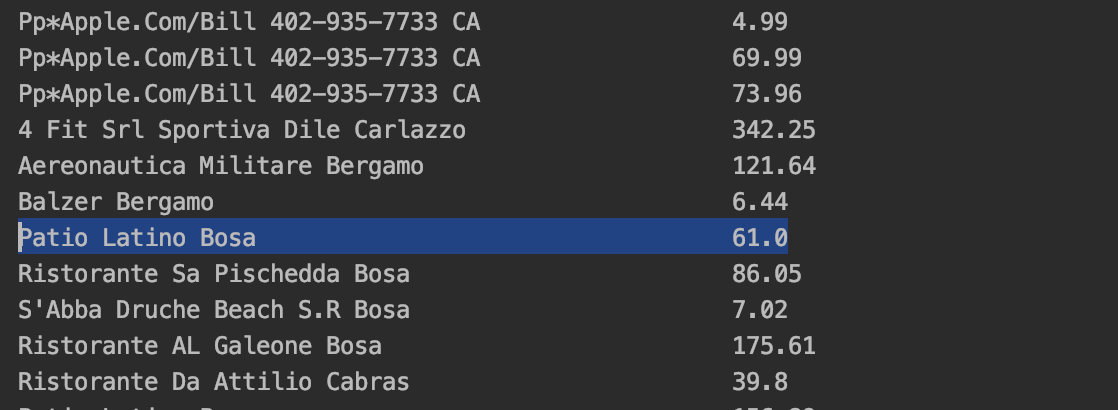 Pp*Apple.Com/Bill 402-935-7733 CA 4.99
Pp*Apple.Com/Bill 402-935-7733 CA 69.99
Pp*Apple.Com/Bill 402-935-7733 CA 73.96
4 Fit Srl Sportiva Dile Carlazzo 342.25
Aereonautica Militare Bergamo 121.64
Balzer Bergamo 6.44
Patio Latino Bosa 61.0
Ristorante Sa Pischedda Bosa 86.05
S'Abba Druche Beach S.R Bosa 7.02
Ristorante AL Galeone Bosa 175.61
Ristorante Da Attilio Cabras 39.8